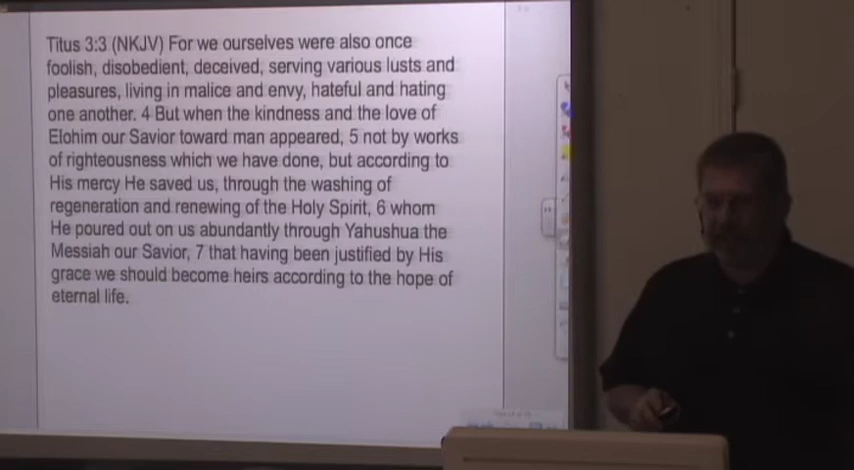 Titus 3:3 (NKJV) For we ourselves were also once
foolish, disobedient, deceived, serving various lusts and
pleasures, living in malice and envy, hateful and hating
one another. 4 But when the kindness and the love of
Elohim our Savior toward man appeared, 5 not by works
of righteousness which we have done, but according to
His mercy He saved us, through the washing of
regeneration and renewing of the Holy Spirit, 6 whom
He poured out on us abundantly through Yahushua the
Messiah our Savior, 7 that having been justified by His
grace we should become heirs according to the hope of
eternal life.